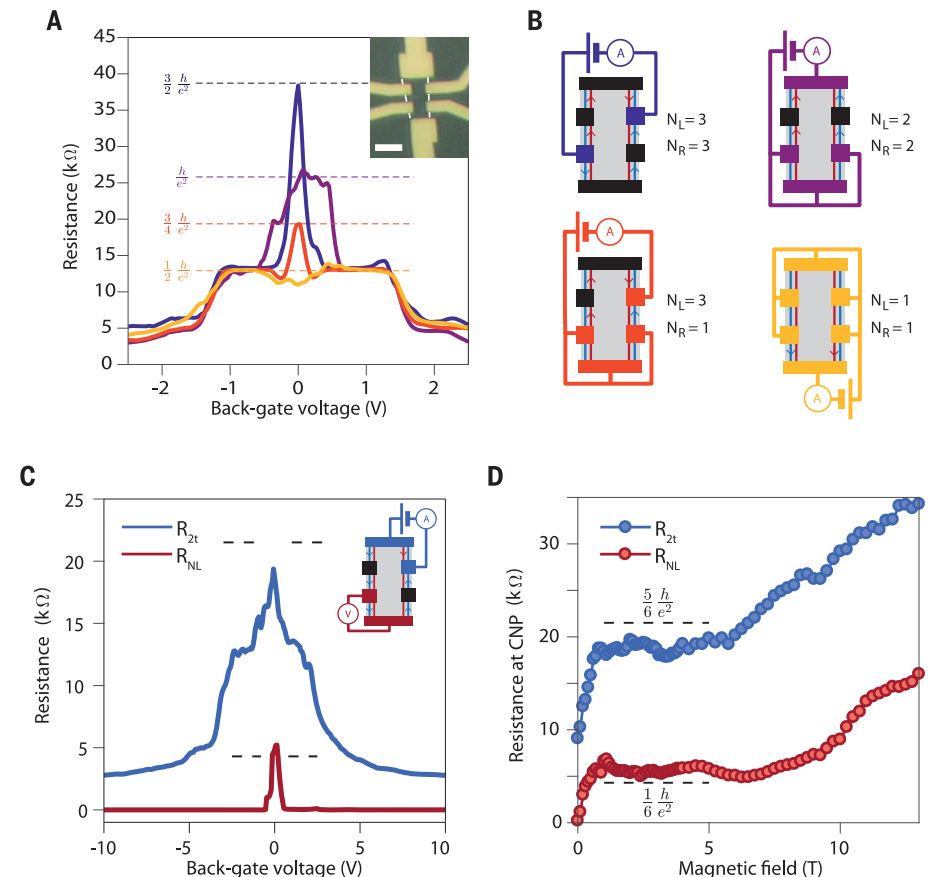 A
Resistance (kΩ)
45
40
35
30
25
20
15
10
5
0
3/2 h/e²
h/e²
3/4 h/e²
1/2 h/e²
-2
-1
0
1
2
Back-gate voltage (V)
B
A
N_L= 3
N_R= 3
A
N_L= 2
N_R= 2
A
N_L= 3
N_R= 1
N_L= 1
N_R= 1
A
C
Resistance (kΩ)
25
20
15
10
5
0
R_2t
R_NL
A
V
-10
-5
0
5
10
Back-gate voltage (V)
D
Resistance at CNP (kΩ)
30
20
10
0
R_2t
R_NL
5/6 h/e²
1/6 h/e²
0
5
10
Magnetic field (T)